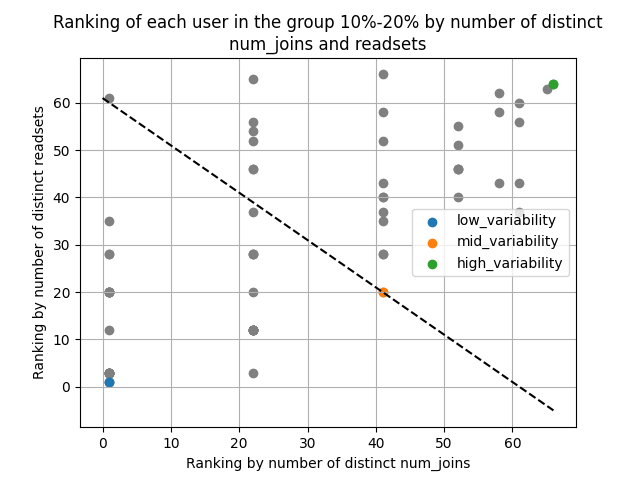 Ranking of each user in the group 10%-20% by number of distinct
num_joins and readsets
Ranking by number of distinct readsets
60
50
40
30
20
10
0
low_variability
mid_variability
high_variability
0 10 20 30 40 50 60
Ranking by number of distinct num_joins